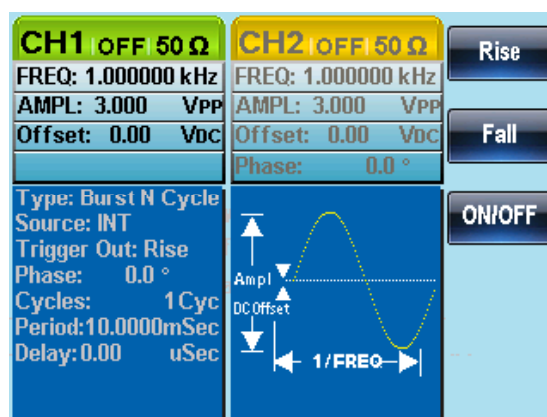 CH1 OFF 50 Ω
FREQ: 1.000000 kHz
AMPL: 3.000 VPP
Offset: 0.00 VDC
CH2 OFF 50 Ω
FREQ: 1.000000 kHz
AMPL: 3.000 VPP
Offset: 0.00 VDC
Phase: 0.0 °
Type: Burst N Cycle
Source: INT
Trigger Out: Rise
Phase: 0.0 °
Cycles: 1Cyc
Period:10.0000mSec
Delay:0.00 uSec
Ampl
DC Offset
1/FREQ
Rise
Fall
ON/OFF